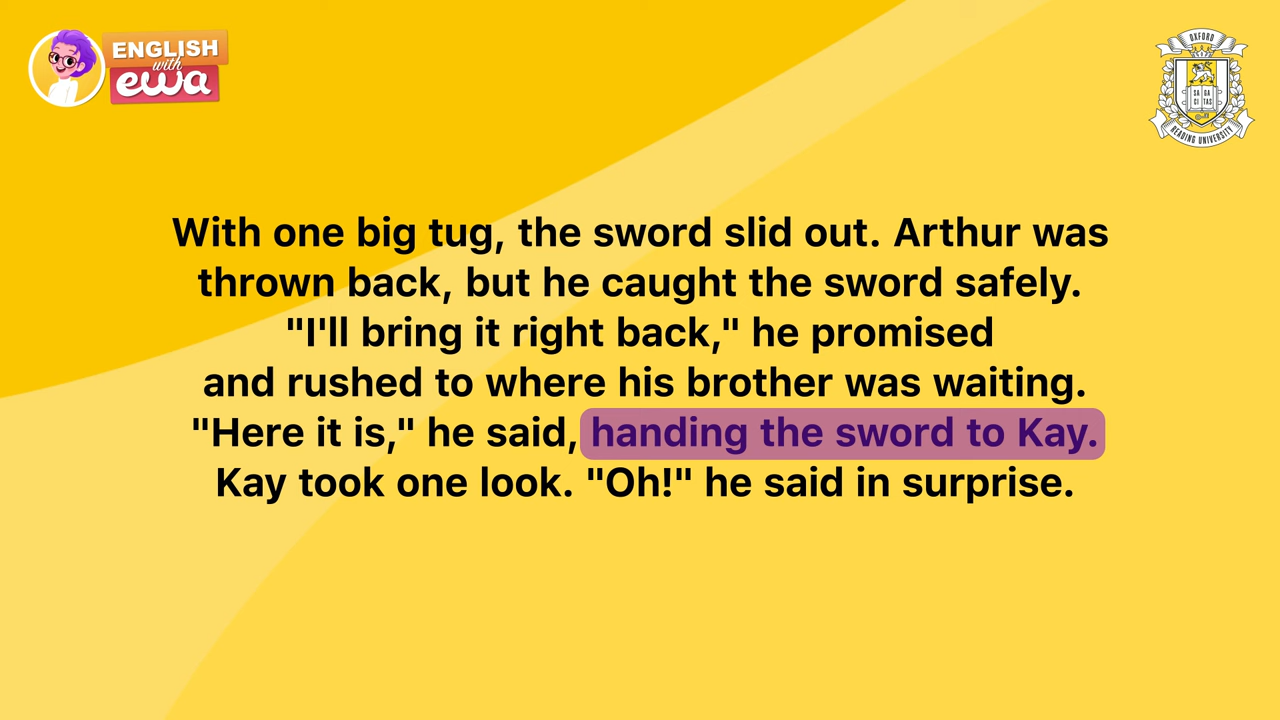 ENGLISH
with
ewa
OXFORD
SA GA
CI TAS
READING UNIVERSITY
With one big tug, the sword slid out. Arthur was
thrown back, but he caught the sword safely.
"I'll bring it right back," he promised
and rushed to where his brother was waiting.
"Here it is," he said, handing the sword to Kay.
Kay took one look. "Oh!" he said in surprise.